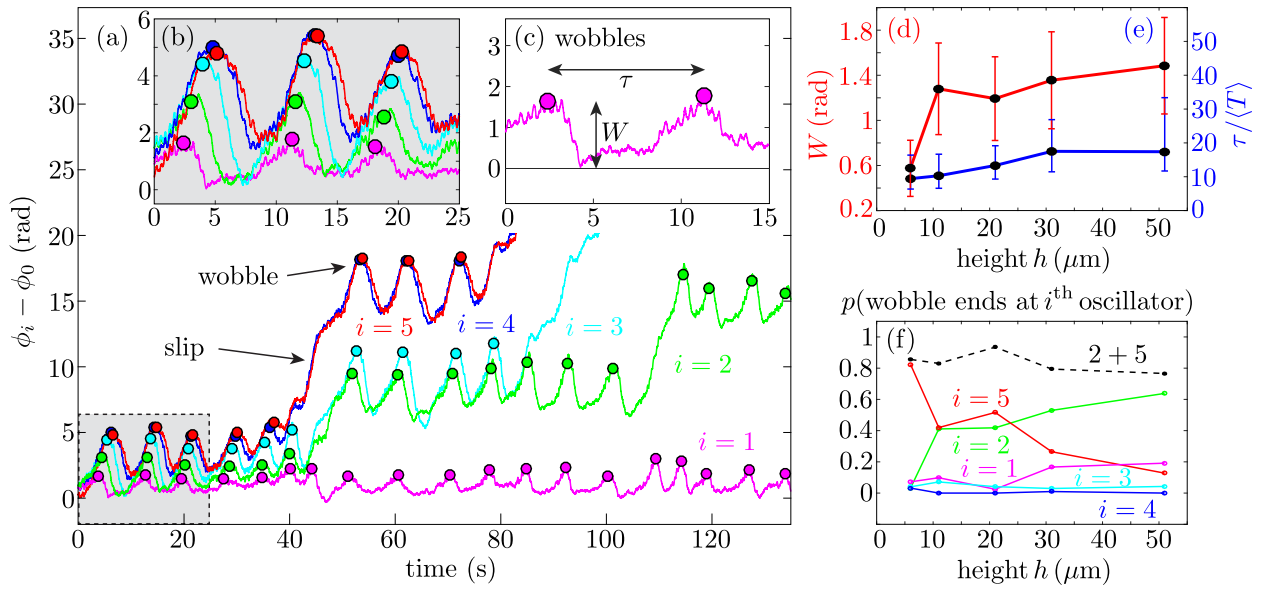 (a)
(b)
(c) wobbles
τ
W
wobble
slip
i = 5
i = 4
i = 3
i = 2
i = 1
ϕᵢ − ϕ₀ (rad)
35
30
25
20
15
10
5
0
0 20 40 60 80 100 120
time (s)
6
4
2
0
0 5 10 15 20 25
3
2
1
0
0 5 10 15
(d)
(e)
W (rad)
1.8
1.4
1
0.6
0.2
τ/⟨T⟩
50
40
30
20
10
0
0 10 20 30 40 50
height h (μm)
p(wobble ends at iᵗʰ oscillator)
(f)
2 + 5
i = 5
i = 2
i = 1
i = 3
i = 4
1
0.8
0.6
0.4
0.2
0
0 10 20 30 40 50
height h (μm)